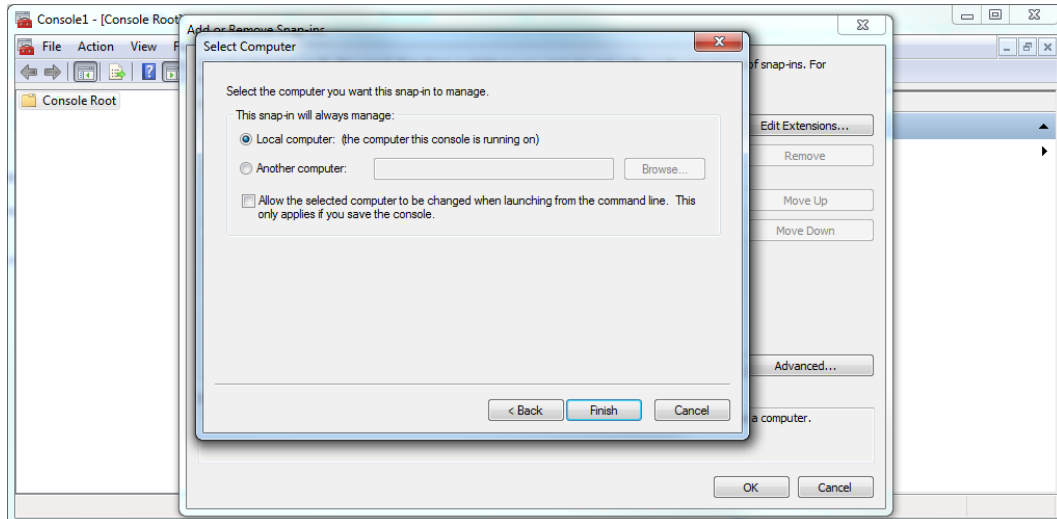 Console1 - [Console Root
Add or Remove Snap-ins
File Action View F
Select Computer
of snap-ins. For
Console Root
Select the computer you want this snap-in to manage.
This snap-in will always manage:
Edit Extensions...
Local computer: (the computer this console is running on)
Remove
Another computer:
Browse...
Allow the selected computer to be changed when launching from the command line. This
only applies if you save the console.
Move Up
Move Down
Advanced...
< Back
Finish
Cancel
a computer.
OK
Cancel